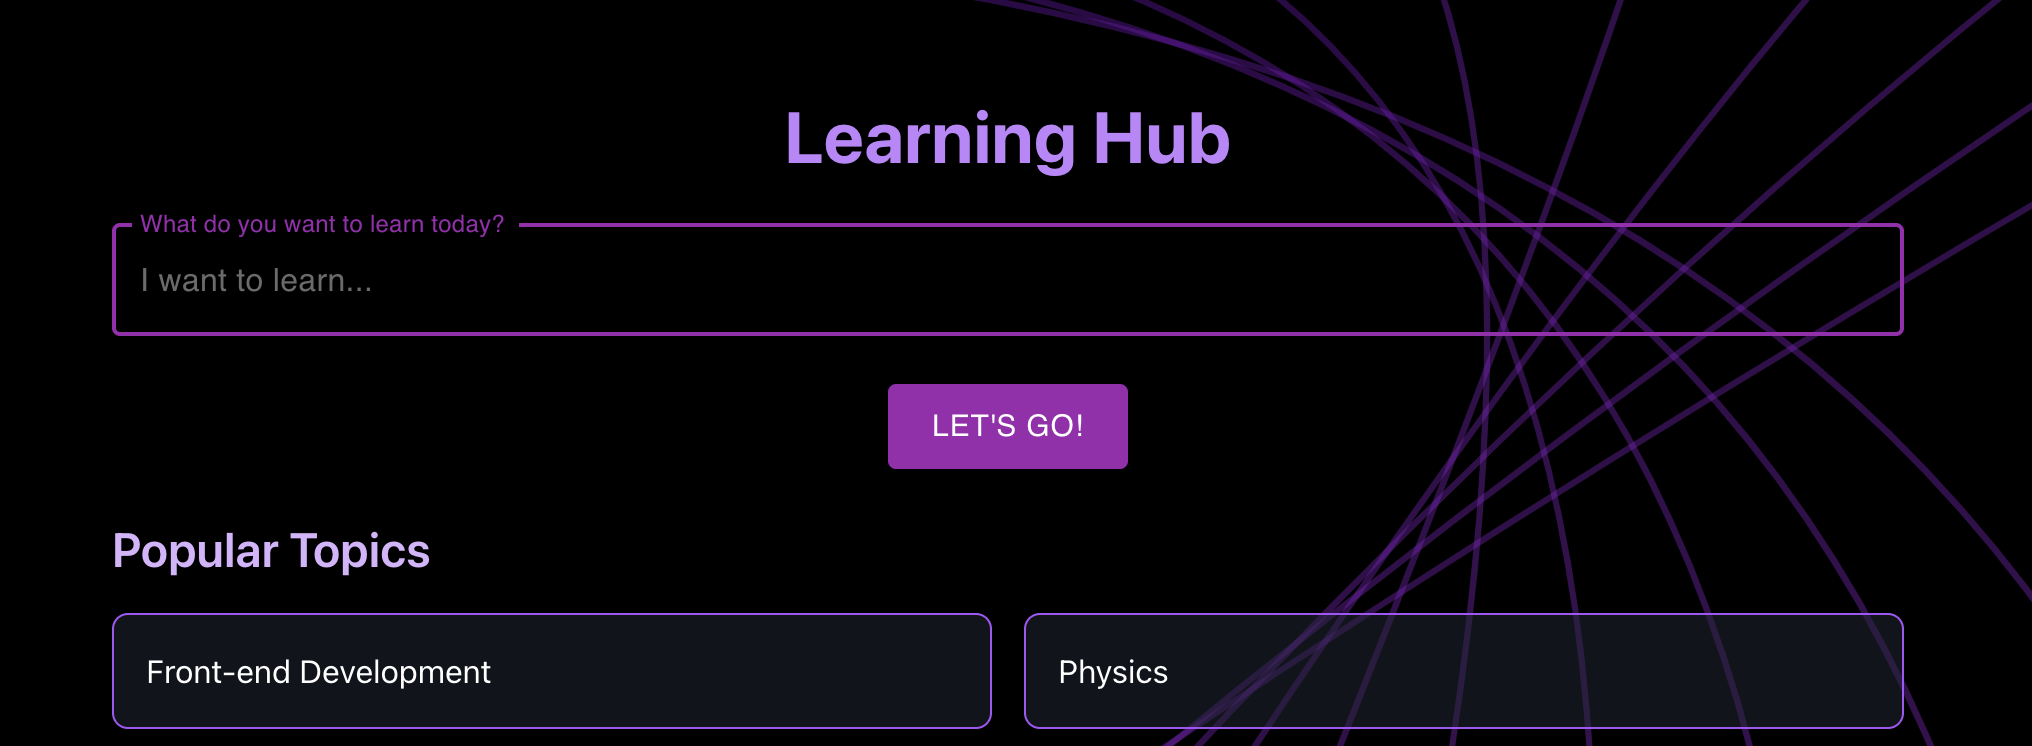 Learning Hub
What do you want to learn today?
I want to learn...
LET'S GO!
Popular Topics
Front-end Development
Physics